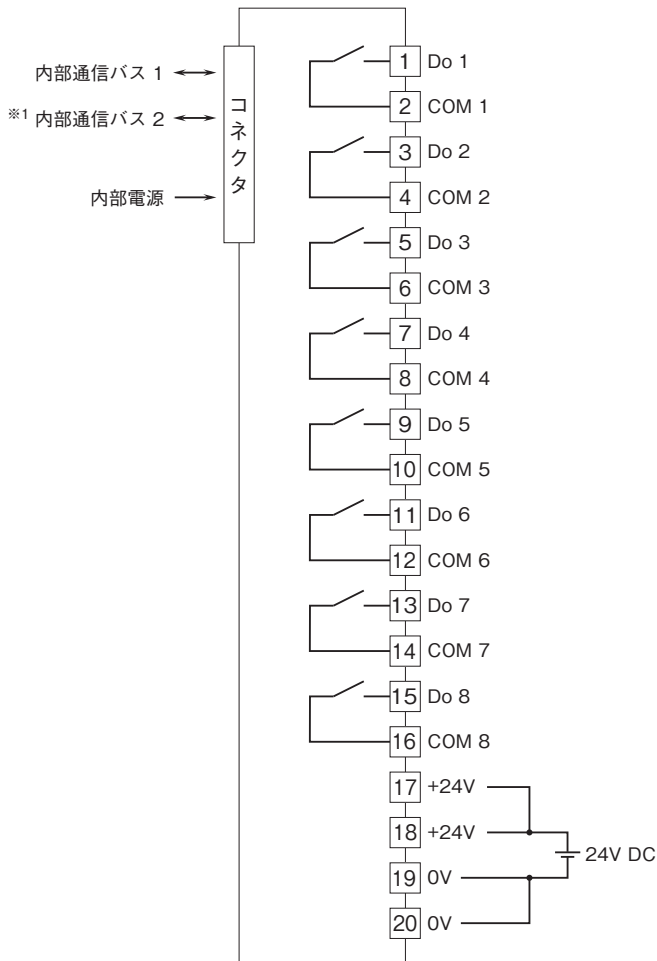 内部通信バス 1
※1 内部通信バス 2
内部電源
コネクタ
1 Do 1
2 COM 1
3 Do 2
4 COM 2
5 Do 3
6 COM 3
7 Do 4
8 COM 4
9 Do 5
10 COM 5
11 Do 6
12 COM 6
13 Do 7
14 COM 7
15 Do 8
16 COM 8
17 +24V
18 +24V
24V DC
19 0V
20 0V